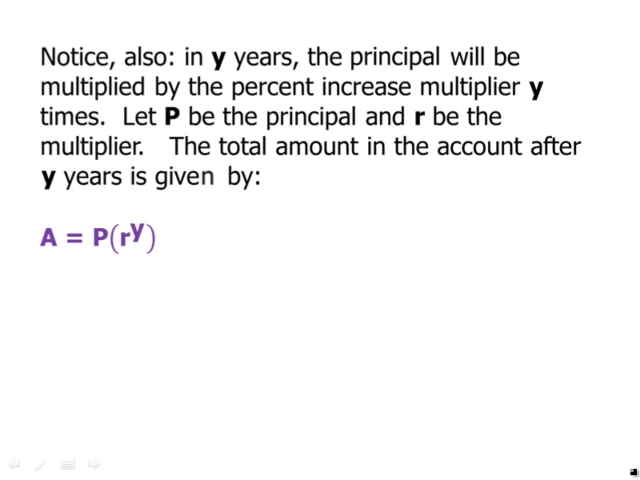 Notice, also: in y years, the principal will be
multiplied by the percent increase multiplier y
times. Let P be the principal and r be the
multiplier. The total amount in the account after
y years is given by:
A = P(r^y)